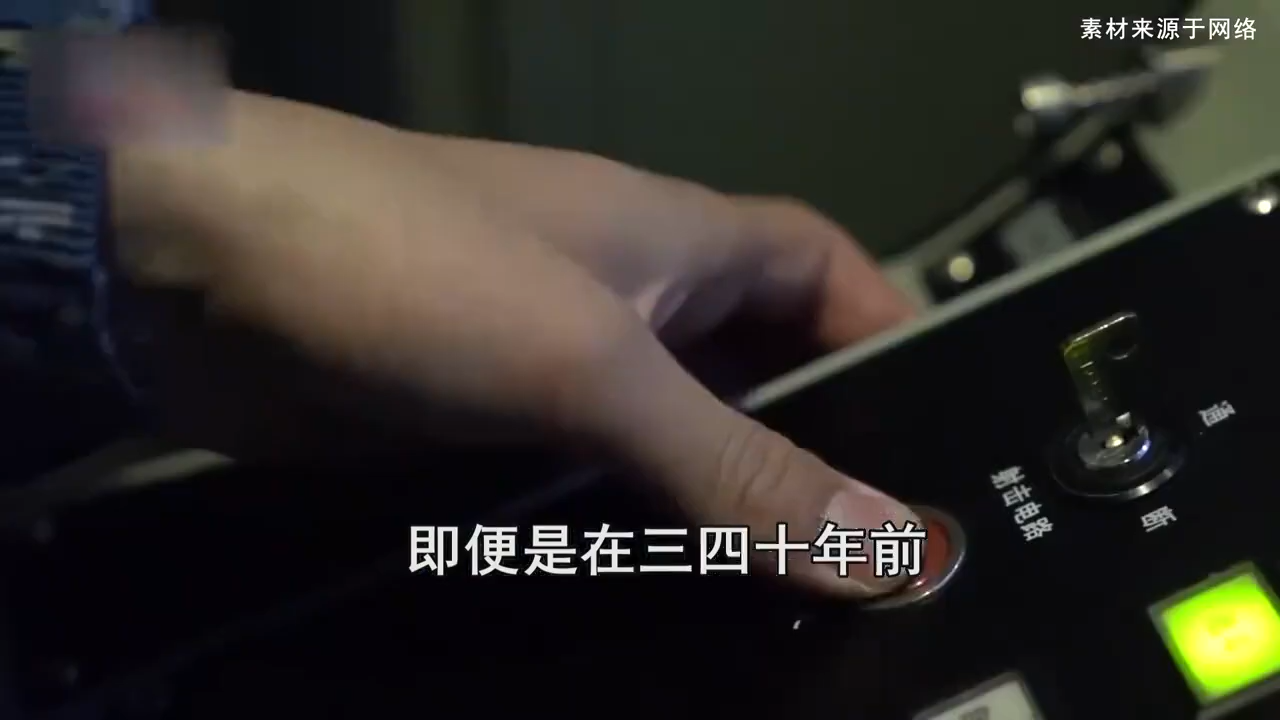 素材来源于网络
通
射击电路
断
即便是在三四十年前